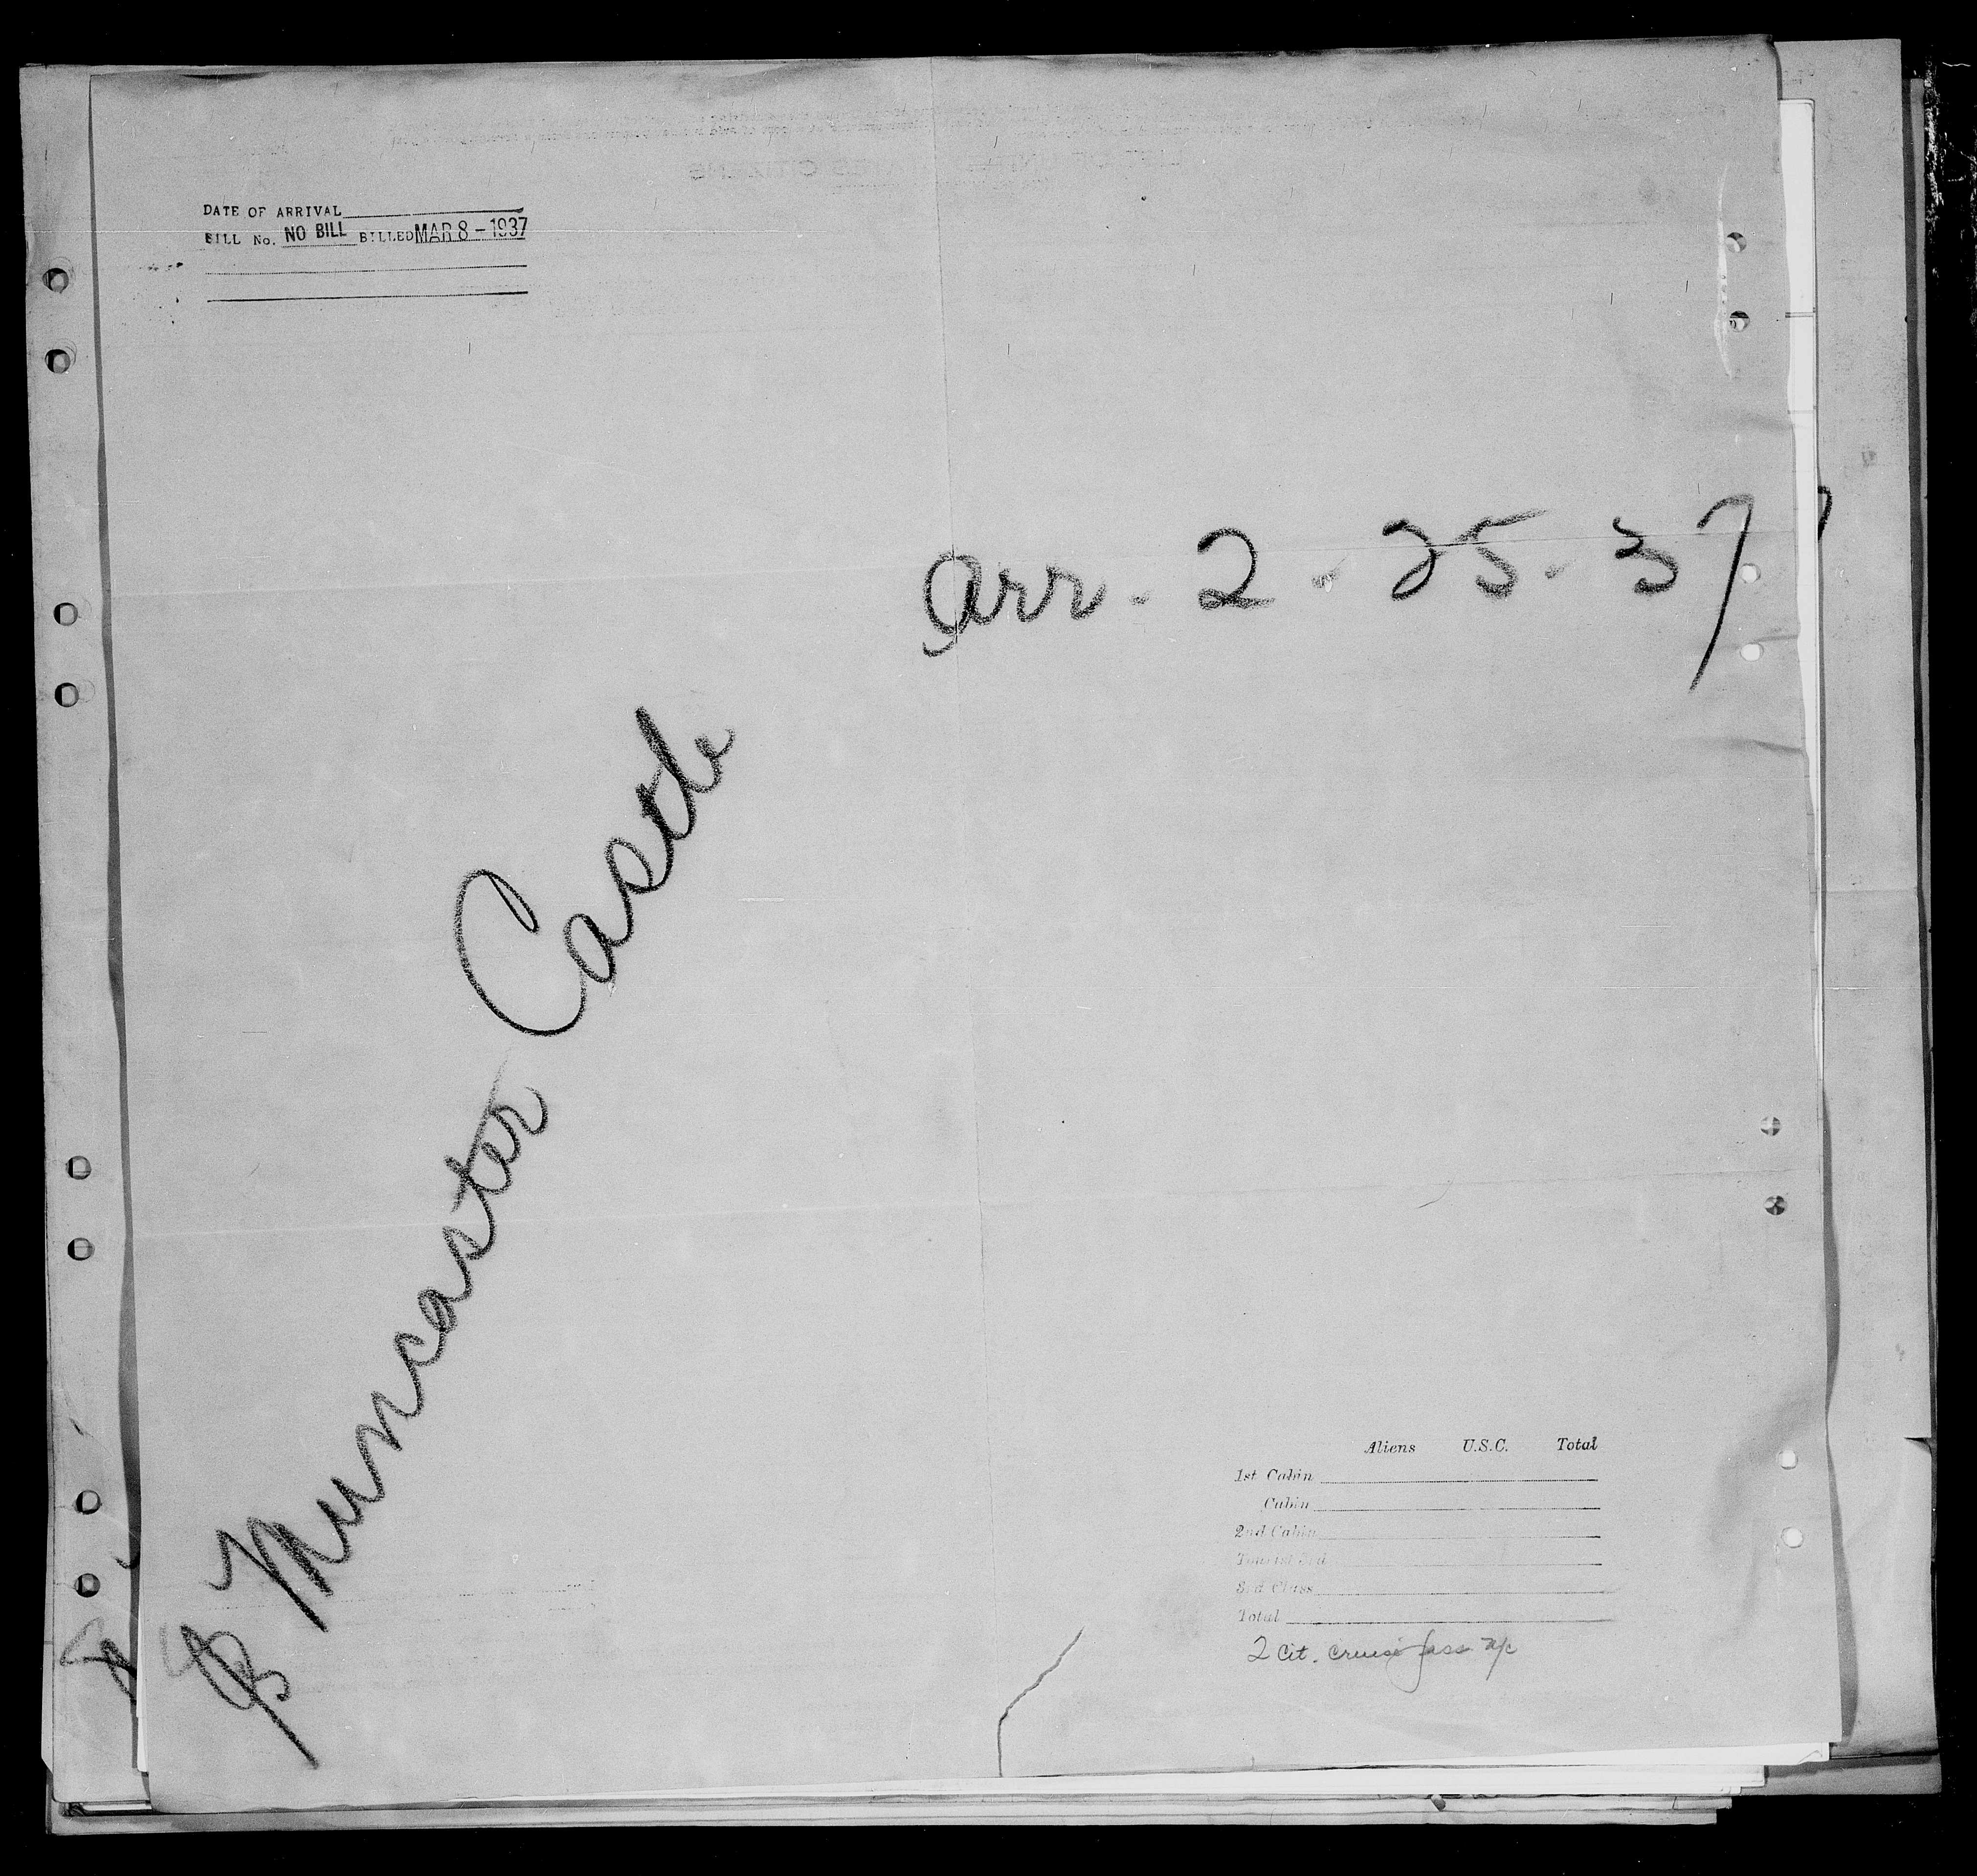 DATE OF ARRIVAL
BILL No. NO BILL BILLED MAR 8 - 1937
Arr. 2. 25. 37
Muncaster Castle
Aliens U.S.C. Total
1st Cabin
Cabin
2nd Cabin
Tourist 3rd
3rd Class
Total
2 Cit. cruise pass